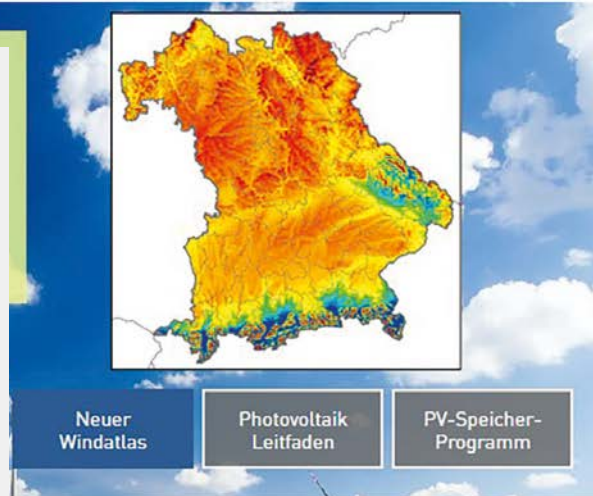 Neuer
Windatlas
Photovoltaik
Leitfaden
PV-Speicher-
Programm